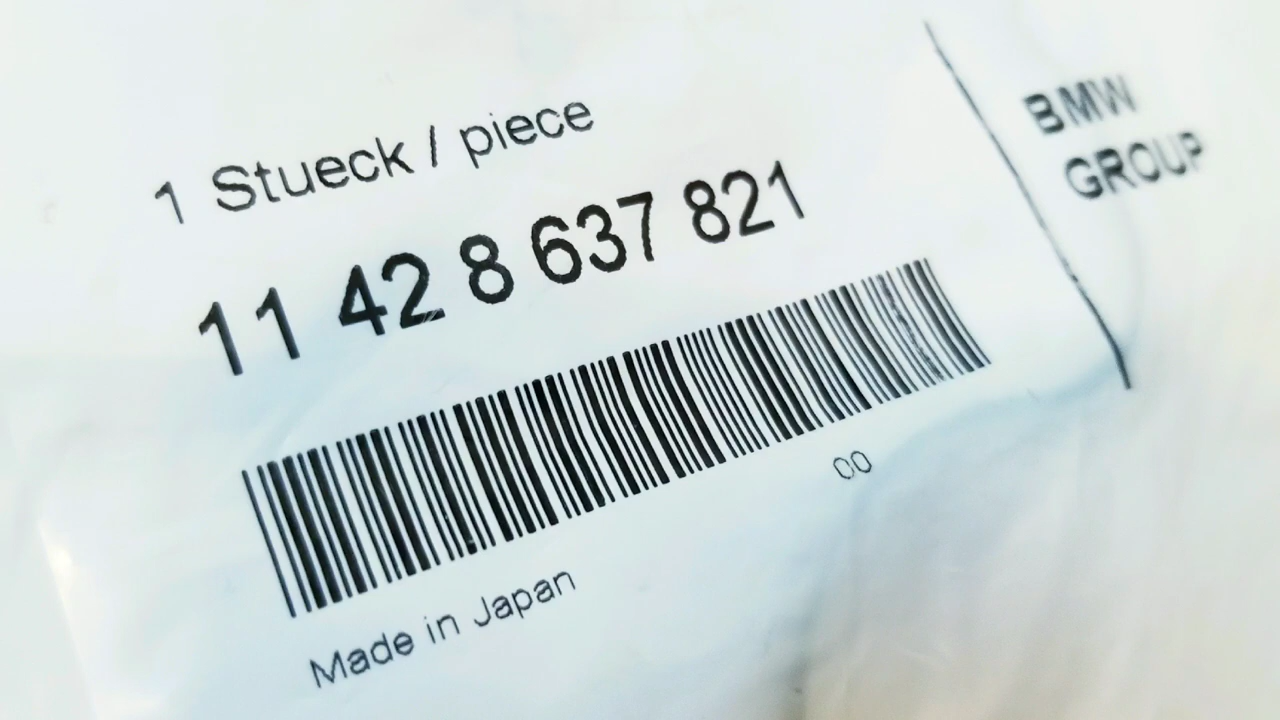 1 Stueck / piece
11 42 8 637 821
00
Made in Japan
BMW
GROUP